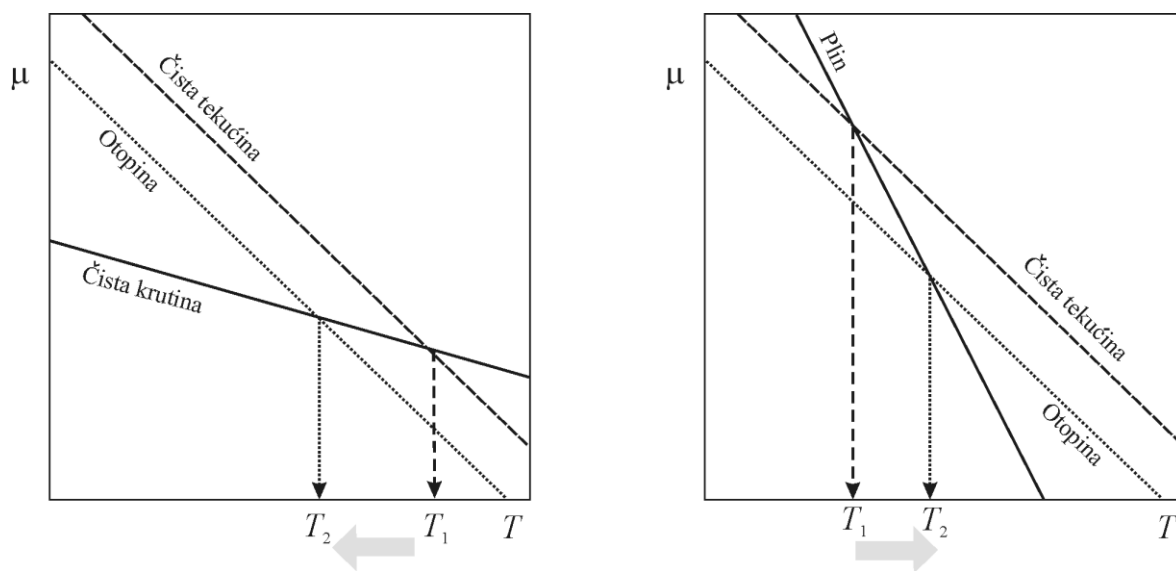 μ
Čista tekućina
Otopina
Čista krutina
T₂
T₁
T
μ
Plin
Čista tekućina
Otopina
T₁
T₂
T